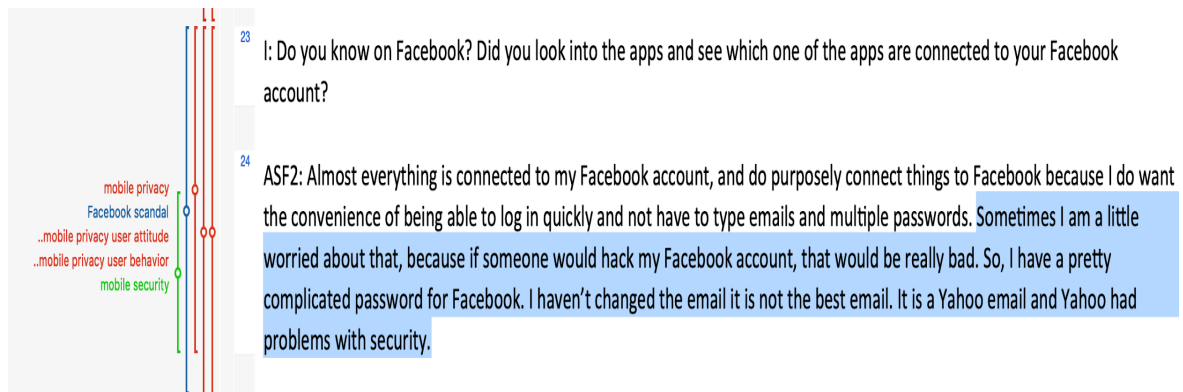 23
I: Do you know on Facebook? Did you look into the apps and see which one of the apps are connected to your Facebook
account?
24
ASF2: Almost everything is connected to my Facebook account, and do purposely connect things to Facebook because I do want
mobile privacy
the convenience of being able to log in quickly and not have to type emails and multiple passwords. Sometimes I am a little
Facebook scandal
..mobile privacy user attitude
worried about that, because if someone would hack my Facebook account, that would be really bad. So, I have a pretty
..mobile privacy user behavior
mobile security
complicated password for Facebook. I haven’t changed the email it is not the best email. It is a Yahoo email and Yahoo had
problems with security.